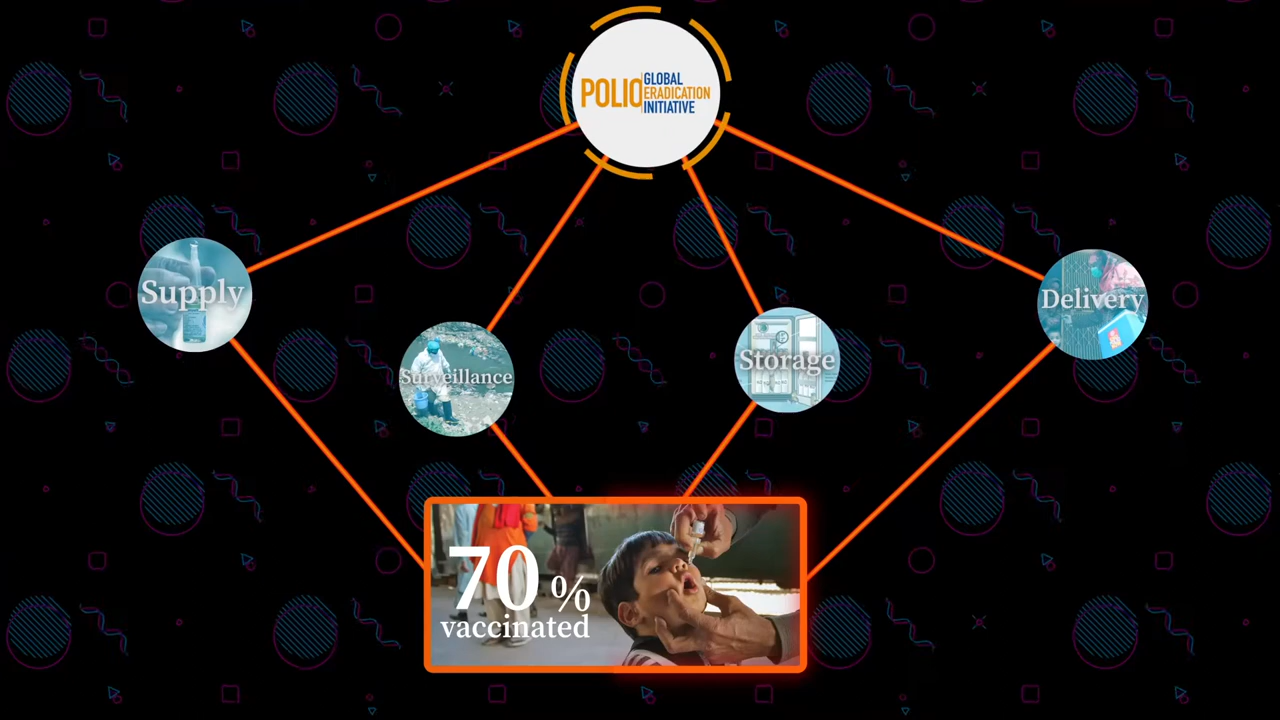 POLIO
GLOBAL
ERADICATION
INITIATIVE
Supply
Surveillance
Storage
Delivery
70 %
vaccinated